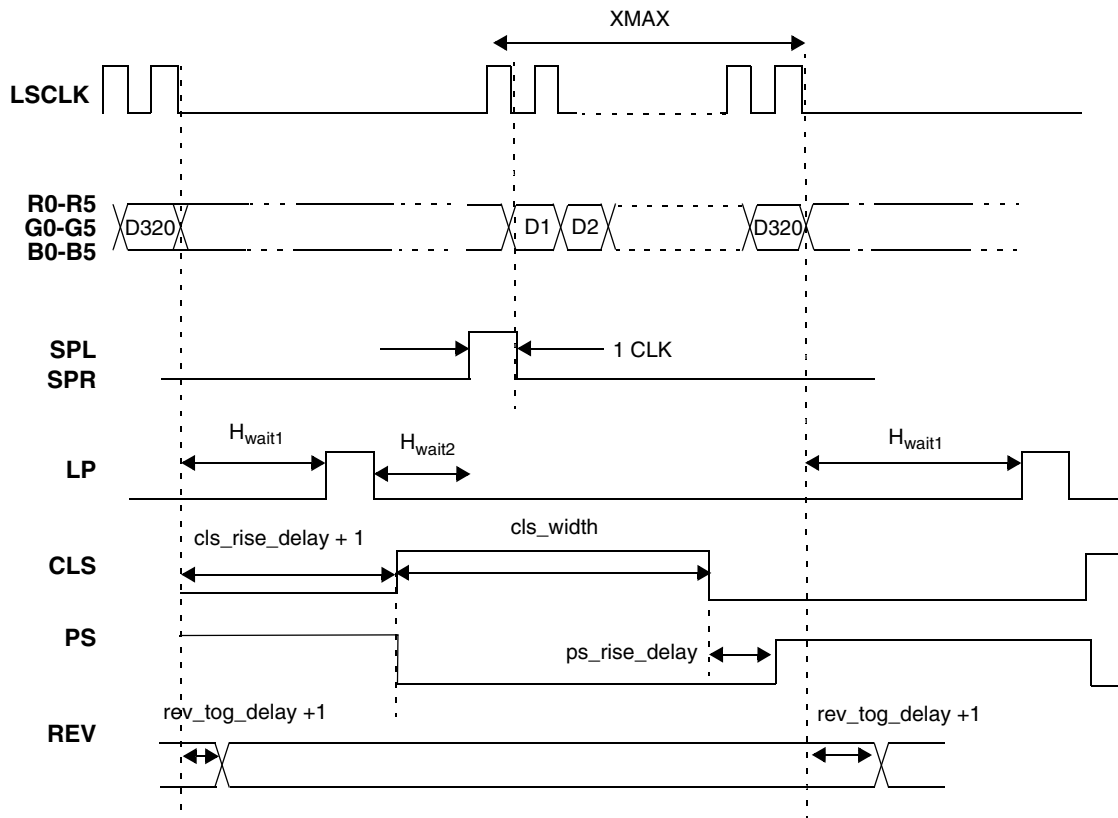 XMAX
LSCLK
R0-R5
G0-G5
B0-B5
D320
D1
D2
D320
SPL
SPR
1 CLK
LP
Hwait1
Hwait2
Hwait1
CLS
cls_rise_delay + 1
cls_width
PS
ps_rise_delay
REV
rev_tog_delay +1
rev_tog_delay +1